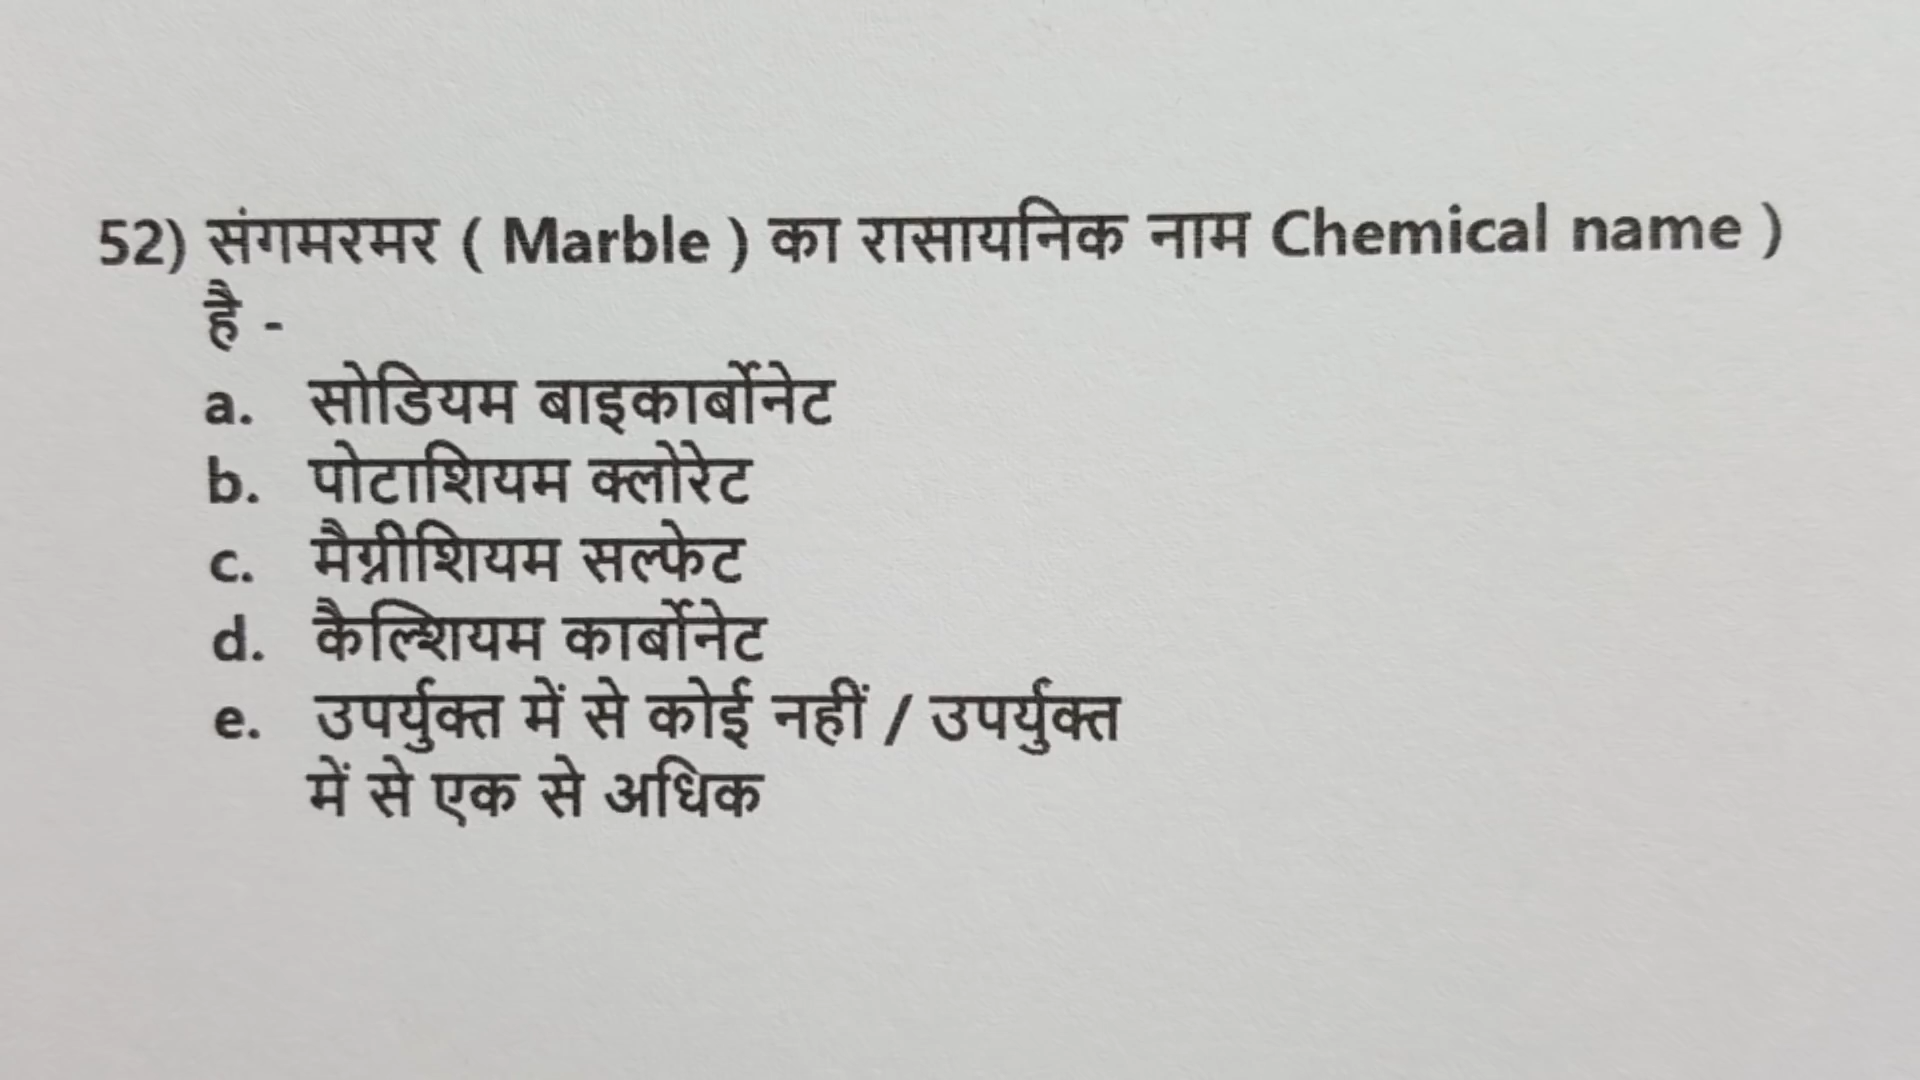 52) संगमरमर ( Marble ) का रासायनिक नाम Chemical name )
है -
a. सोडियम बाइकार्बोनेट
b. पोटाशियम क्लोरेट
c. मैग्नीशियम सल्फेट
d. कैल्शियम कार्बोनेट
e. उपर्युक्त में से कोई नहीं / उपर्युक्त
में से एक से अधिक